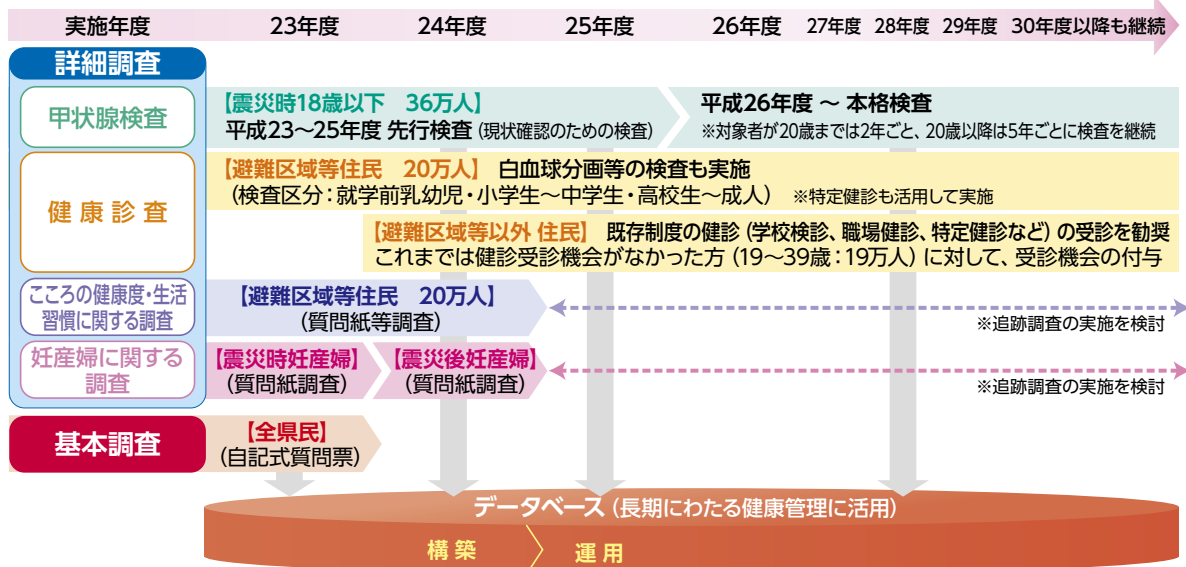 実施年度 23年度 24年度 25年度 26年度 27年度 28年度 29年度 30年度以降も継続
詳細調査
甲状腺検査
【震災時18歳以下 36万人】
平成23～25年度 先行検査（現状確認のための検査）
平成26年度 ～ 本格検査
※対象者が20歳までは2年ごと、20歳以降は5年ごとに検査を継続
健康診査
【避難区域等住民 20万人】 白血球分画等の検査も実施
（検査区分：就学前乳幼児・小学生～中学生・高校生～成人） ※特定健診も活用して実施
【避難区域等以外 住民】 既存制度の健診（学校検診、職場健診、特定健診など）の受診を勧奨
これまでは健診受診機会がなかった方（19～39歳：19万人）に対して、受診機会の付与
こころの健康度・生活
習慣に関する調査
【避難区域等住民 20万人】
（質問紙等調査）
※追跡調査の実施を検討
妊産婦に関する
調査
【震災時妊産婦】
（質問紙調査）
【震災後妊産婦】
（質問紙調査）
※追跡調査の実施を検討
基本調査
【全県民】
（自記式質問票）
データベース（長期にわたる健康管理に活用）
構築 運用